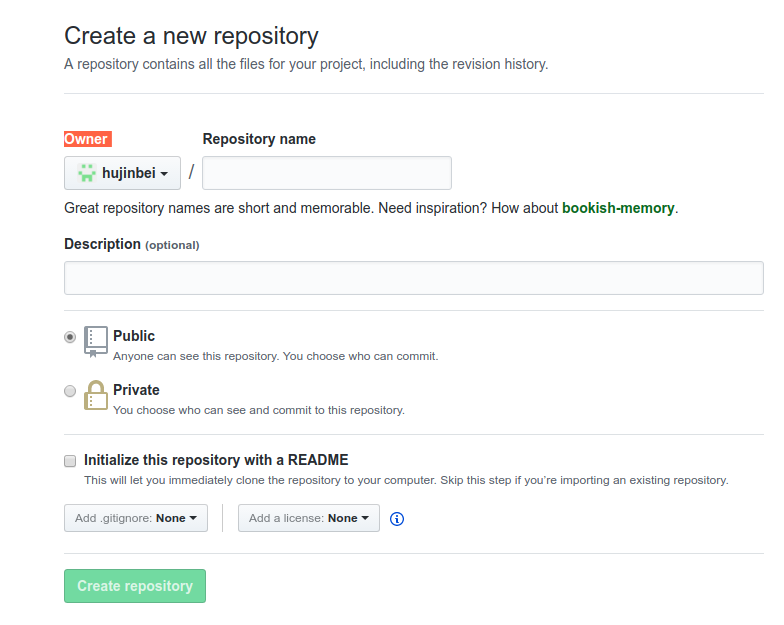 Create a new repository
A repository contains all the files for your project, including the revision history.
Owner Repository name
hujinbei /
Great repository names are short and memorable. Need inspiration? How about bookish-memory.
Description (optional)
Public
Anyone can see this repository. You choose who can commit.
Private
You choose who can see and commit to this repository.
Initialize this repository with a README
This will let you immediately clone the repository to your computer. Skip this step if you’re importing an existing repository.
Add .gitignore: None Add a license: None
Create repository